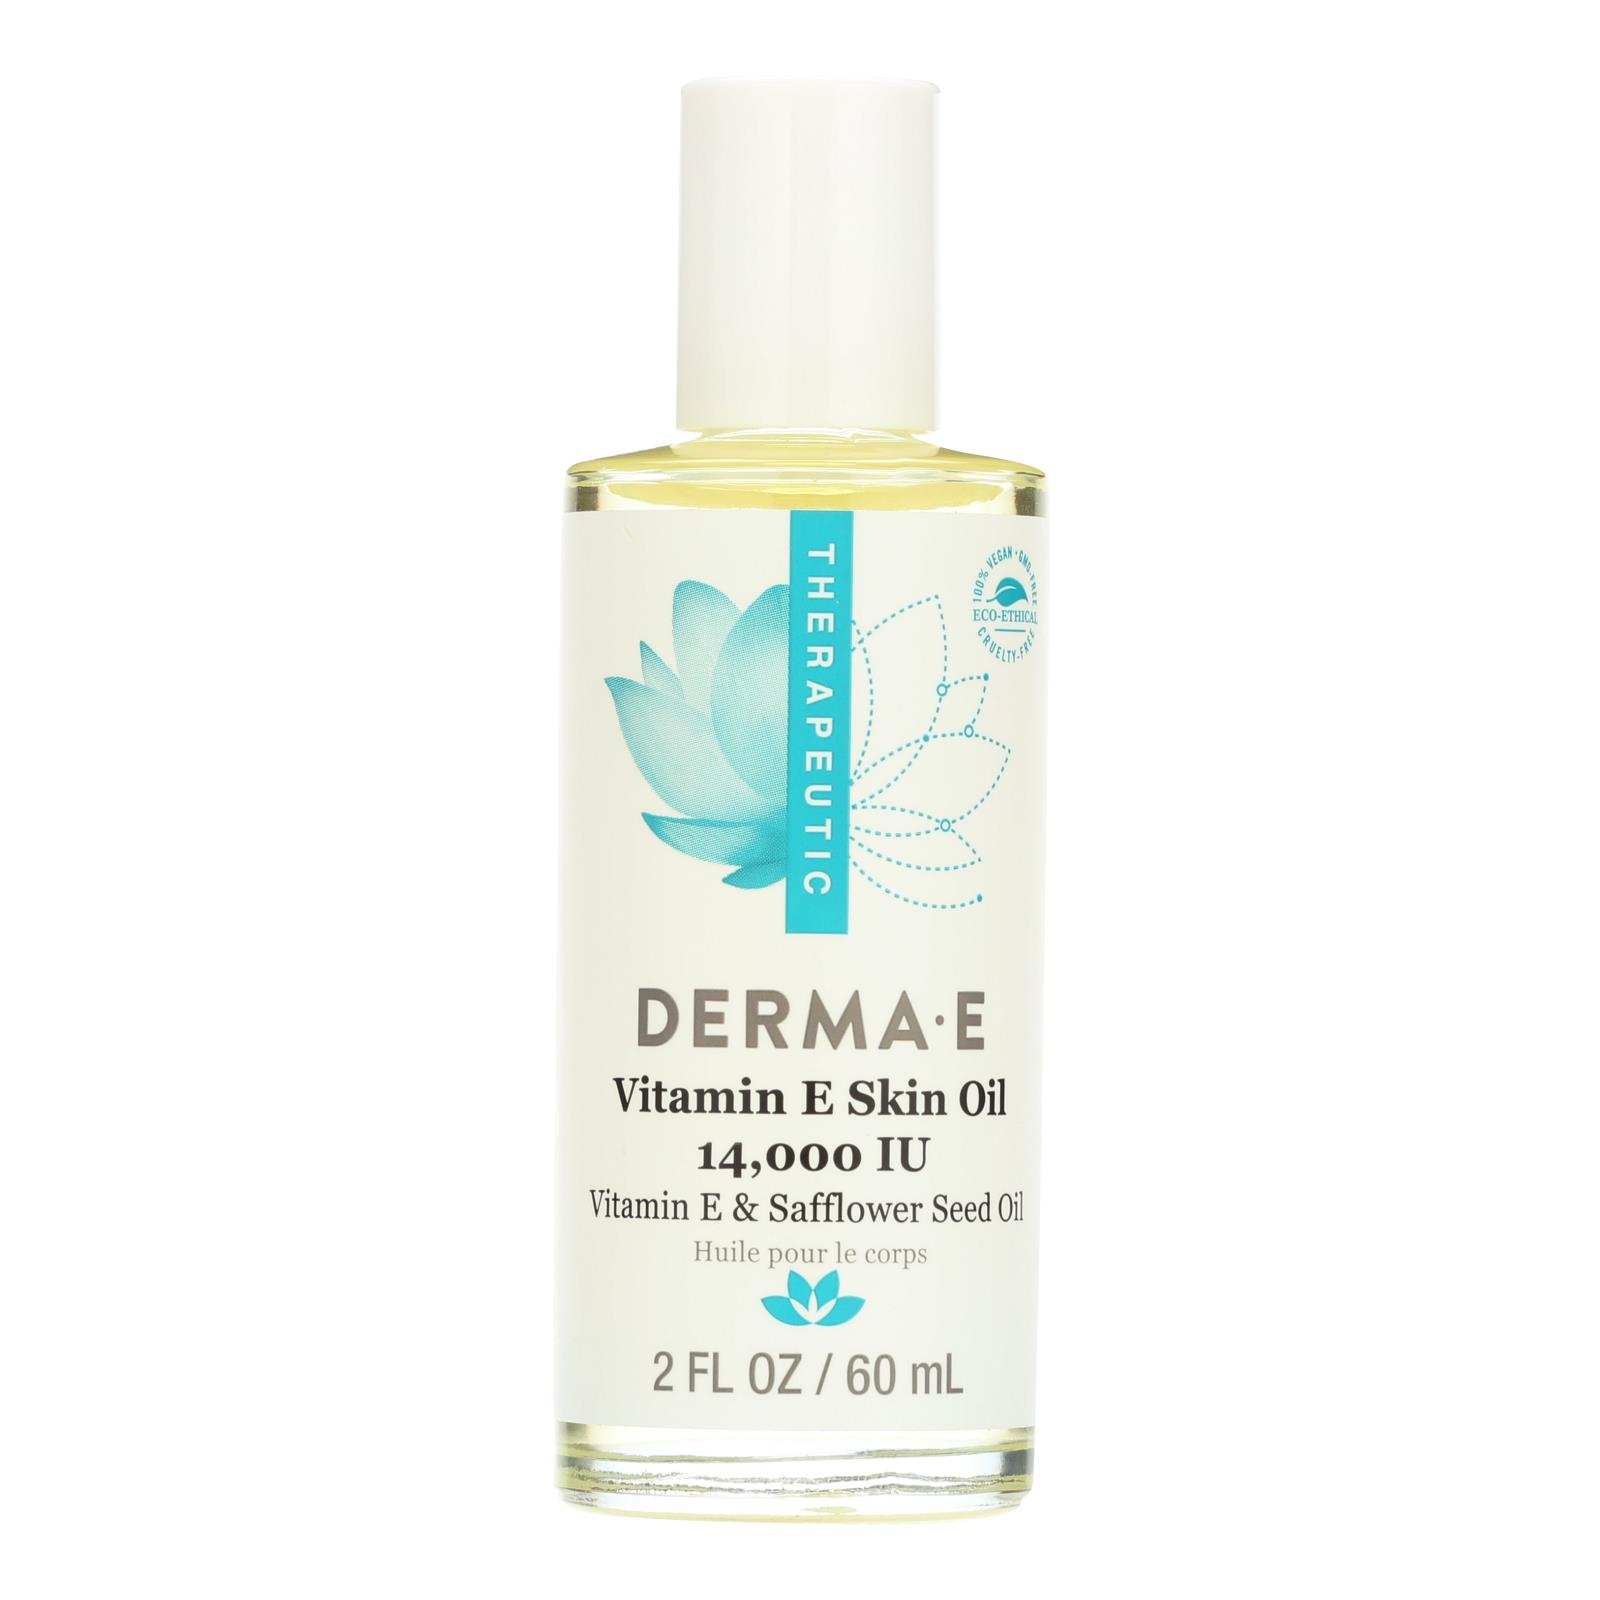 THERAPEUTIC
100% VEGAN • GMO-FREE
ECO-ETHICAL
CRUELTY-FREE
DERMA·E
Vitamin E Skin Oil
14,000 IU
Vitamin E & Safflower Seed Oil
Huile pour le corps
2 FL OZ / 60 mL